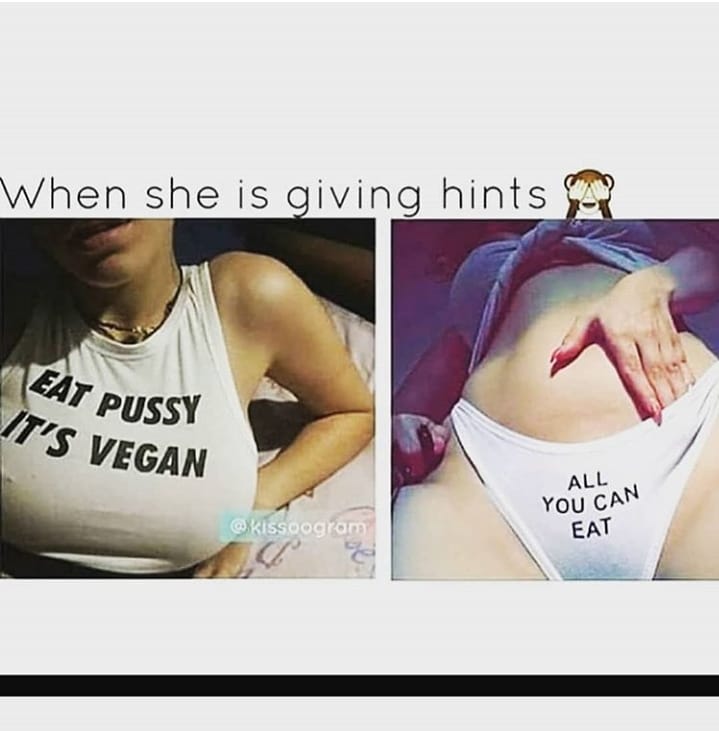 When she is giving hints 🙈
EAT PUSSY
IT'S VEGAN
@kissoogram
ALL
YOU CAN
EAT